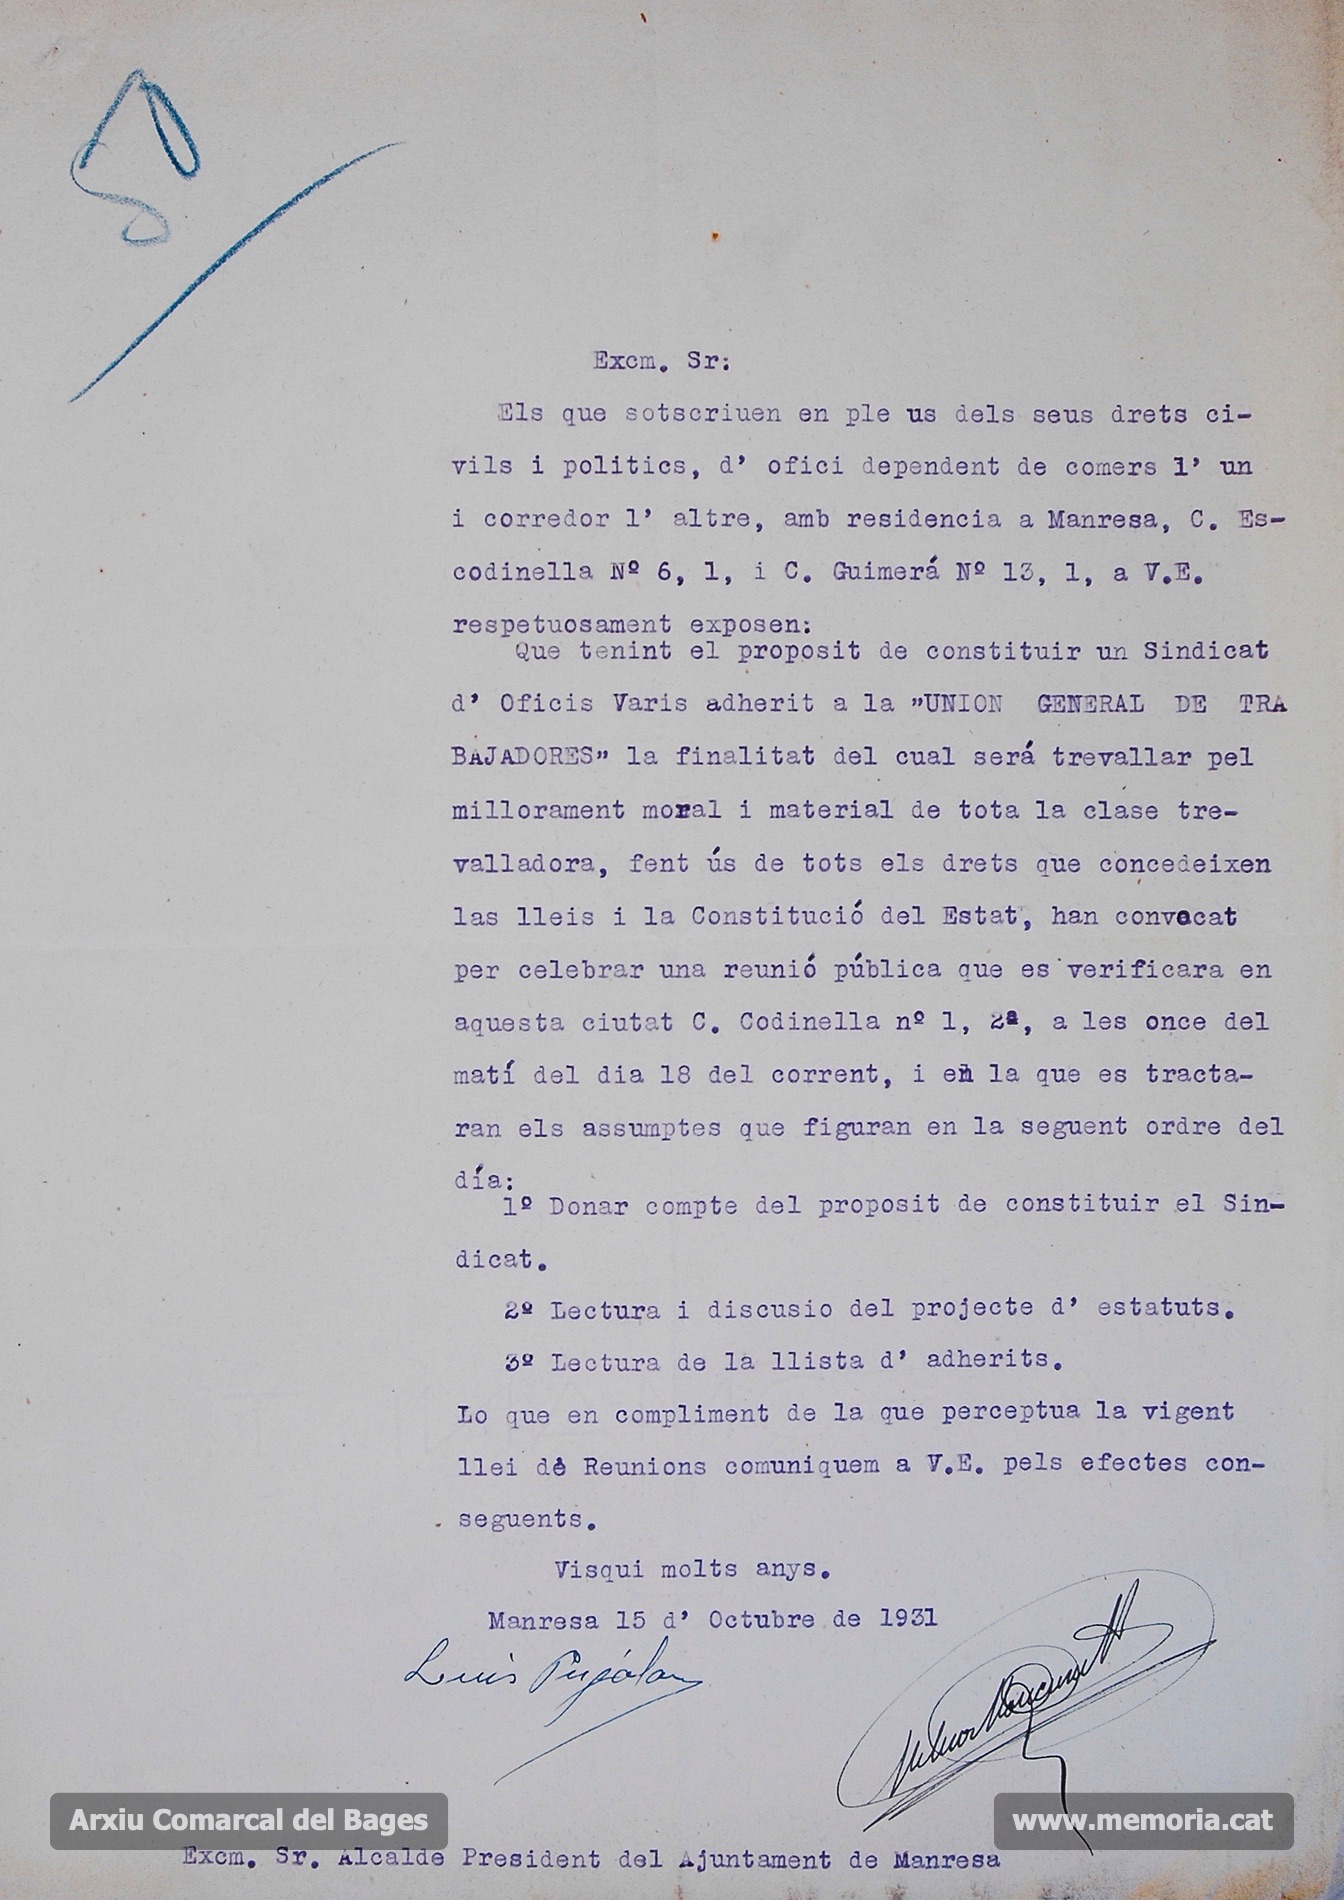 50
Excm. Sr:
Els que sotscriuen en ple us dels seus drets ci-
vils i politics, d' ofici dependent de comers l' un
i corredor l' altre, amb residencia a Manresa, C. Es-
codinella Nº 6, 1, i C. Guimerá Nº 13, 1, a V.E.
respetuosament exposen:
Que tenint el proposit de constituir un Sindicat
d' Oficis Varis adherit a la "UNION GENERAL DE TRA
BAJADORES" la finalitat del cual será trevallar pel
millorament moral i material de tota la clase tre-
valladora, fent ús de tots els drets que concedeixen
las lleis i la Constitució del Estat, han convocat
per celebrar una reunió pública que es verificara en
aquesta ciutat C. Codinella nº 1, 2ª, a les once del
matí del dia 18 del corrent, i en la que es tracta-
ran els assumptes que figuran en la seguent ordre del
día:
1º Donar compte del proposit de constituir el Sin-
dicat.
2º Lectura i discusio del projecte d' estatuts.
3º Lectura de la llista d' adherits.
Lo que en compliment de la que perceptua la vigent
llei de Reunions comuniquem a V.E. pels efectes con-
seguents.
Visqui molts anys.
Manresa 15 d' Octubre de 1931
Luis
Arxiu Comarcal del Bages
www.memoria.cat
Excm. Sr. Alcalde President del Ajuntament de Manresa